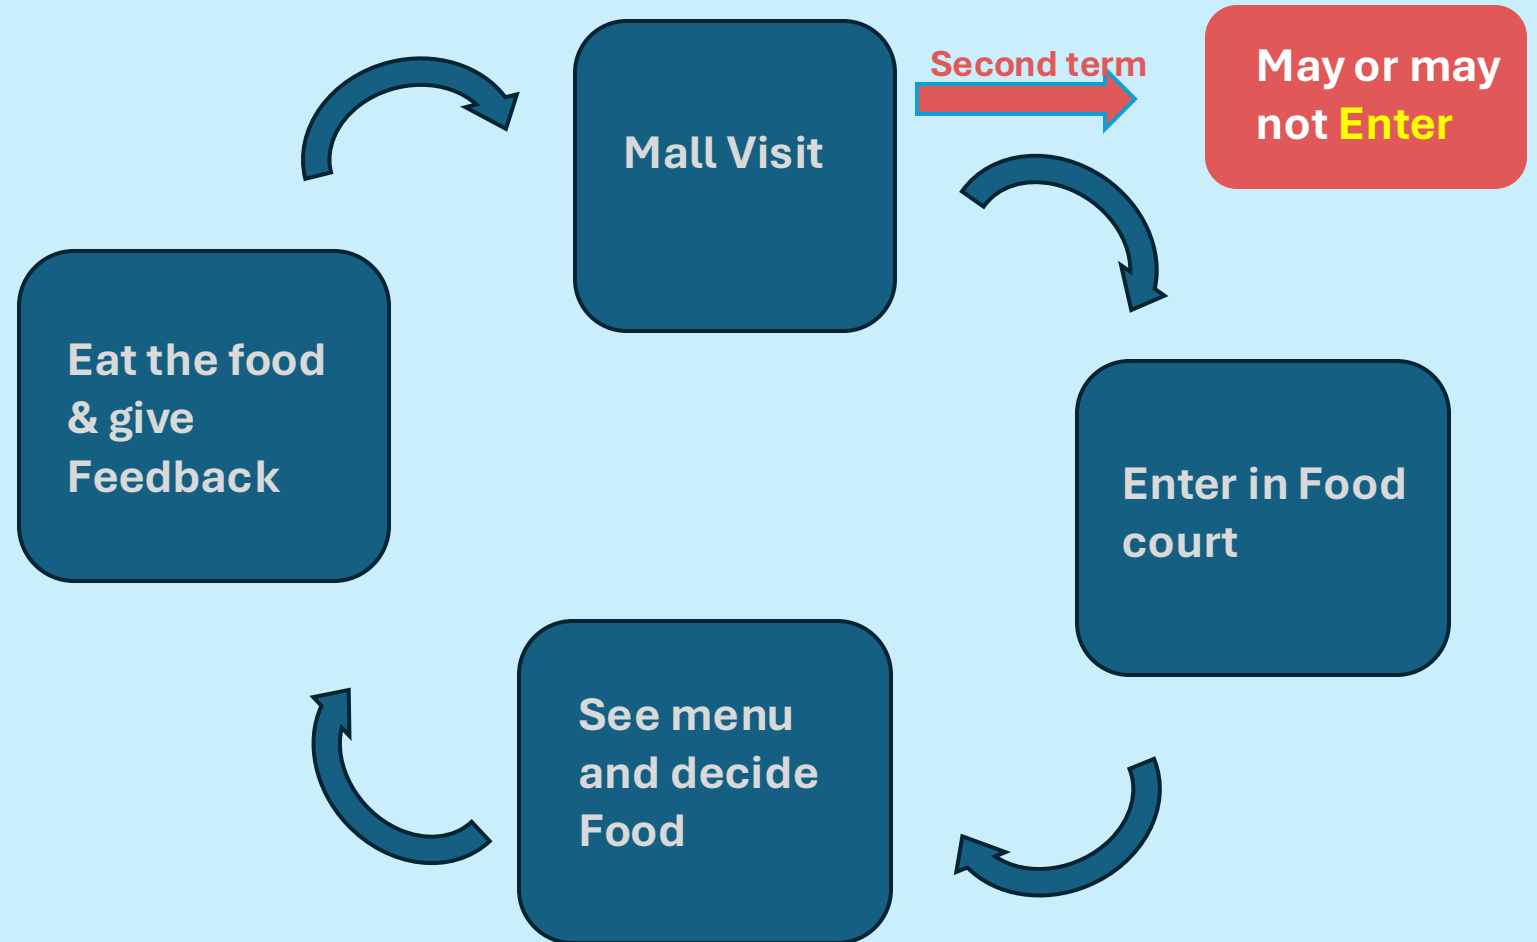 Mall Visit
Second term
May or may
not Enter
Enter in Food
court
See menu
and decide
Food
Eat the food
& give
Feedback